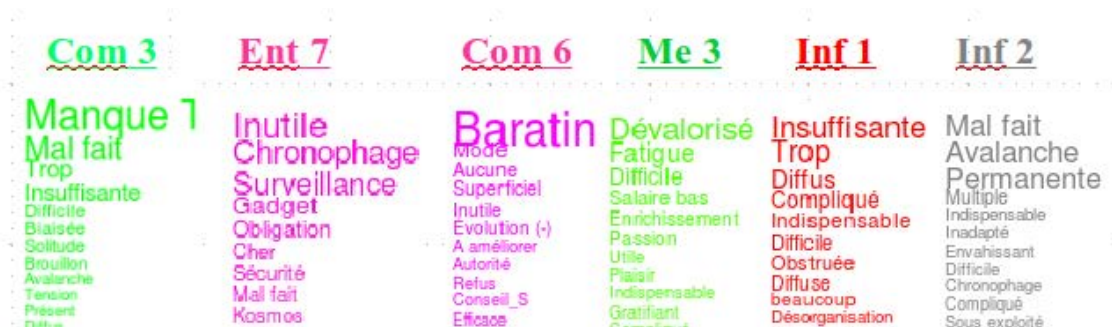 Com 3
Ent 7
Com 6
Me 3
Inf 1
Inf 2
Manque T
Mal fait
Trop
Insuffisante
Difficile
Biaisée
Solitude
Brouillon
Avalanche
Tension
Présent
Diffus
Inutile
Chronophage
Surveillance
Gadget
Obligation
Cher
Sécurité
Mal fait
Kosmos
Baratin
Mode
Aucune
Superficiel
Inutile
Evolution (-)
A améliorer
Autorité
Refus
Conseil_S
Efficace
Dévalorisé
Fatigue
Difficile
Salaire bas
Enrichissement
Passion
Utile
Plaisir
Indispensable
Gratifiant
Compliqué
Insuffisante
Trop
Diffus
Compliqué
Indispensable
Difficile
Obstruée
Diffuse
beaucoup
Désorganisation
Mal fait
Avalanche
Permanente
Multiple
Indispensable
Inadapté
Envahissant
Difficile
Chronophage
Compliqué
Sous exploité